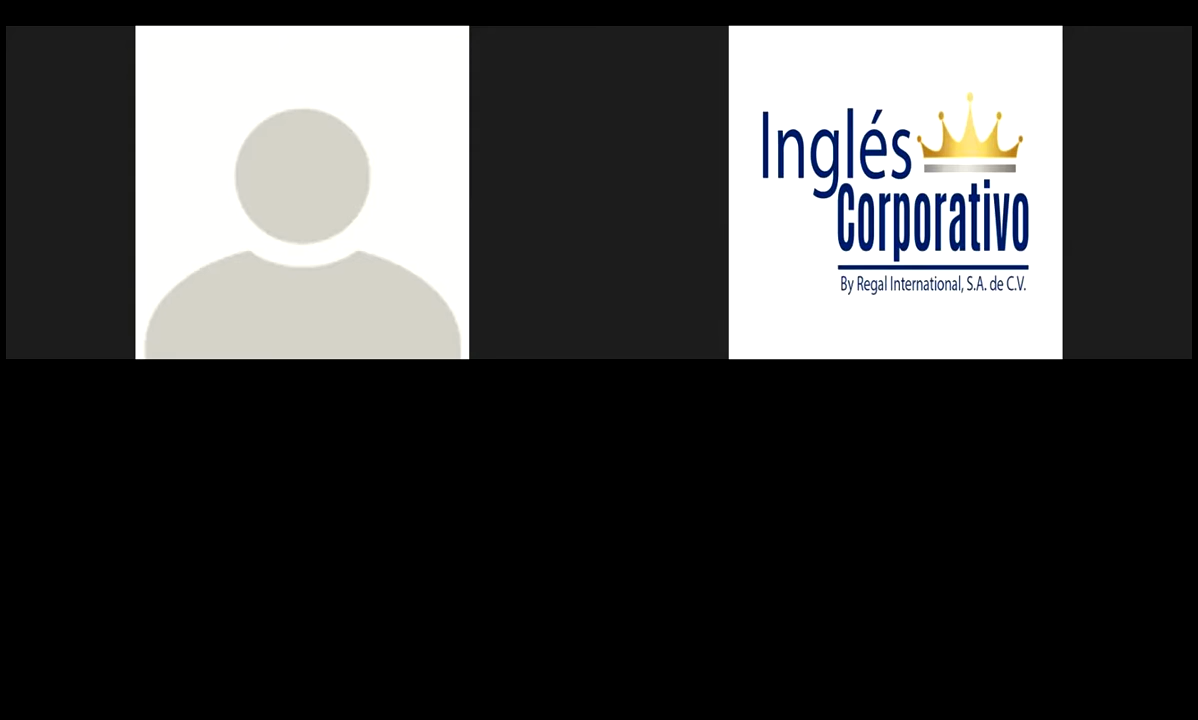 Inglés
Corporativo
By Regal International, S.A. de C.V.